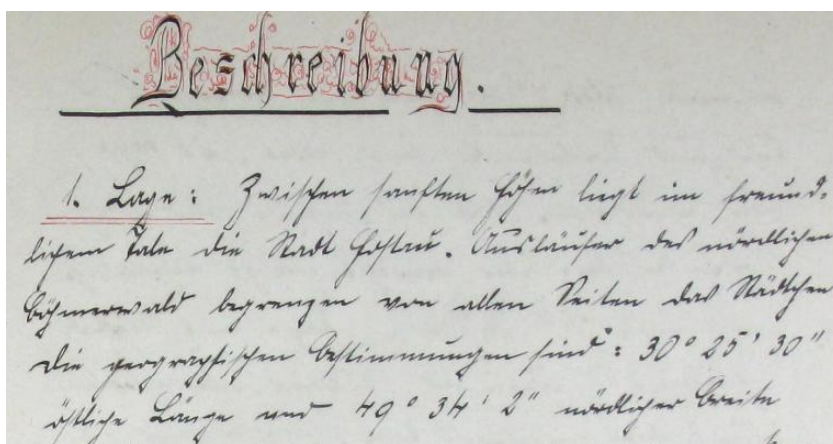 Beschreibung.
1. Lage: Zwischen sanften Höhen liegt im freund-
lichem Tale die Stadt Hostau. Ausläufer des nördlichen
Böhmerwald begrenzen von allen Seiten das Städtchen
Die geographischen Bestimmungen sind: 30° 25' 30"
östliche Länge und 49° 34' 2" nördlicher Breite